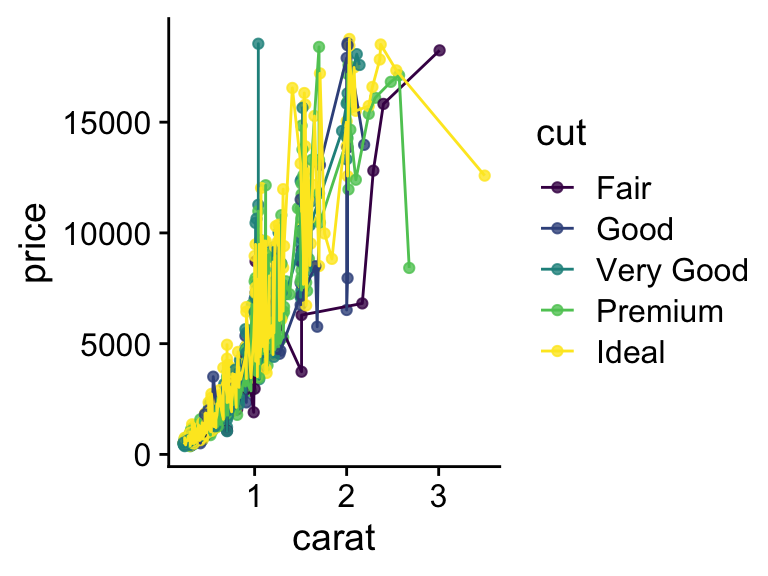 price
15000
10000
5000
0
1 2 3
carat
cut
Fair
Good
Very Good
Premium
Ideal